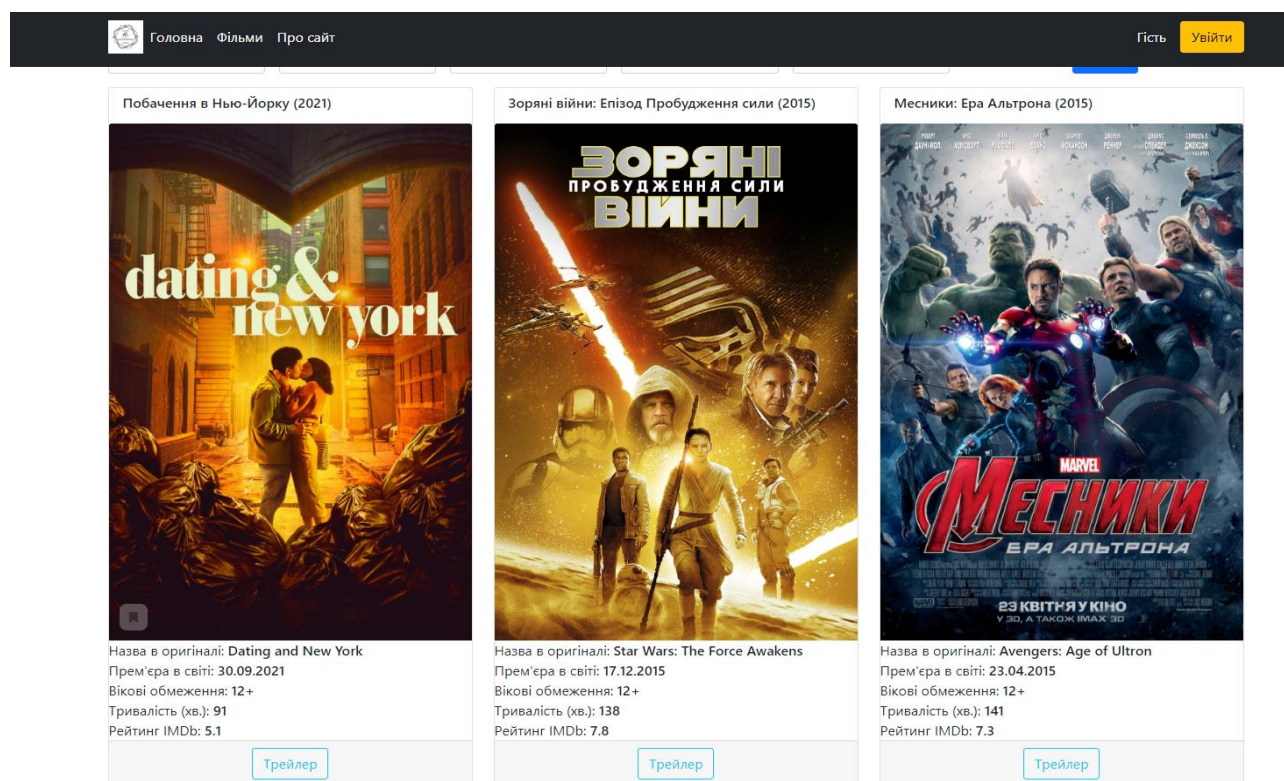 Головна Фільми Про сайт Гість Увійти
Побачення в Нью-Йорку (2021)
dating &
new york
Назва в оригіналі: Dating and New York
Прем'єра в світі: 30.09.2021
Вікові обмеження: 12+
Тривалість (хв.): 91
Рейтинг IMDb: 5.1
Трейлер
Зоряні війни: Епізод Пробудження сили (2015)
ЗОРЯНІ
ПРОБУДЖЕННЯ СИЛИ
ВІЙНИ
Назва в оригіналі: Star Wars: The Force Awakens
Прем'єра в світі: 17.12.2015
Вікові обмеження: 12+
Тривалість (хв.): 138
Рейтинг IMDb: 7.8
Трейлер
Месники: Ера Альтрона (2015)
MARVEL
МЕСНИКИ
ЕРА АЛЬТРОНА
23 КВІТНЯ У КІНО
У 3D, А ТАКОЖ IMAX 3D
Назва в оригіналі: Avengers: Age of Ultron
Прем'єра в світі: 23.04.2015
Вікові обмеження: 12+
Тривалість (хв.): 141
Рейтинг IMDb: 7.3
Трейлер